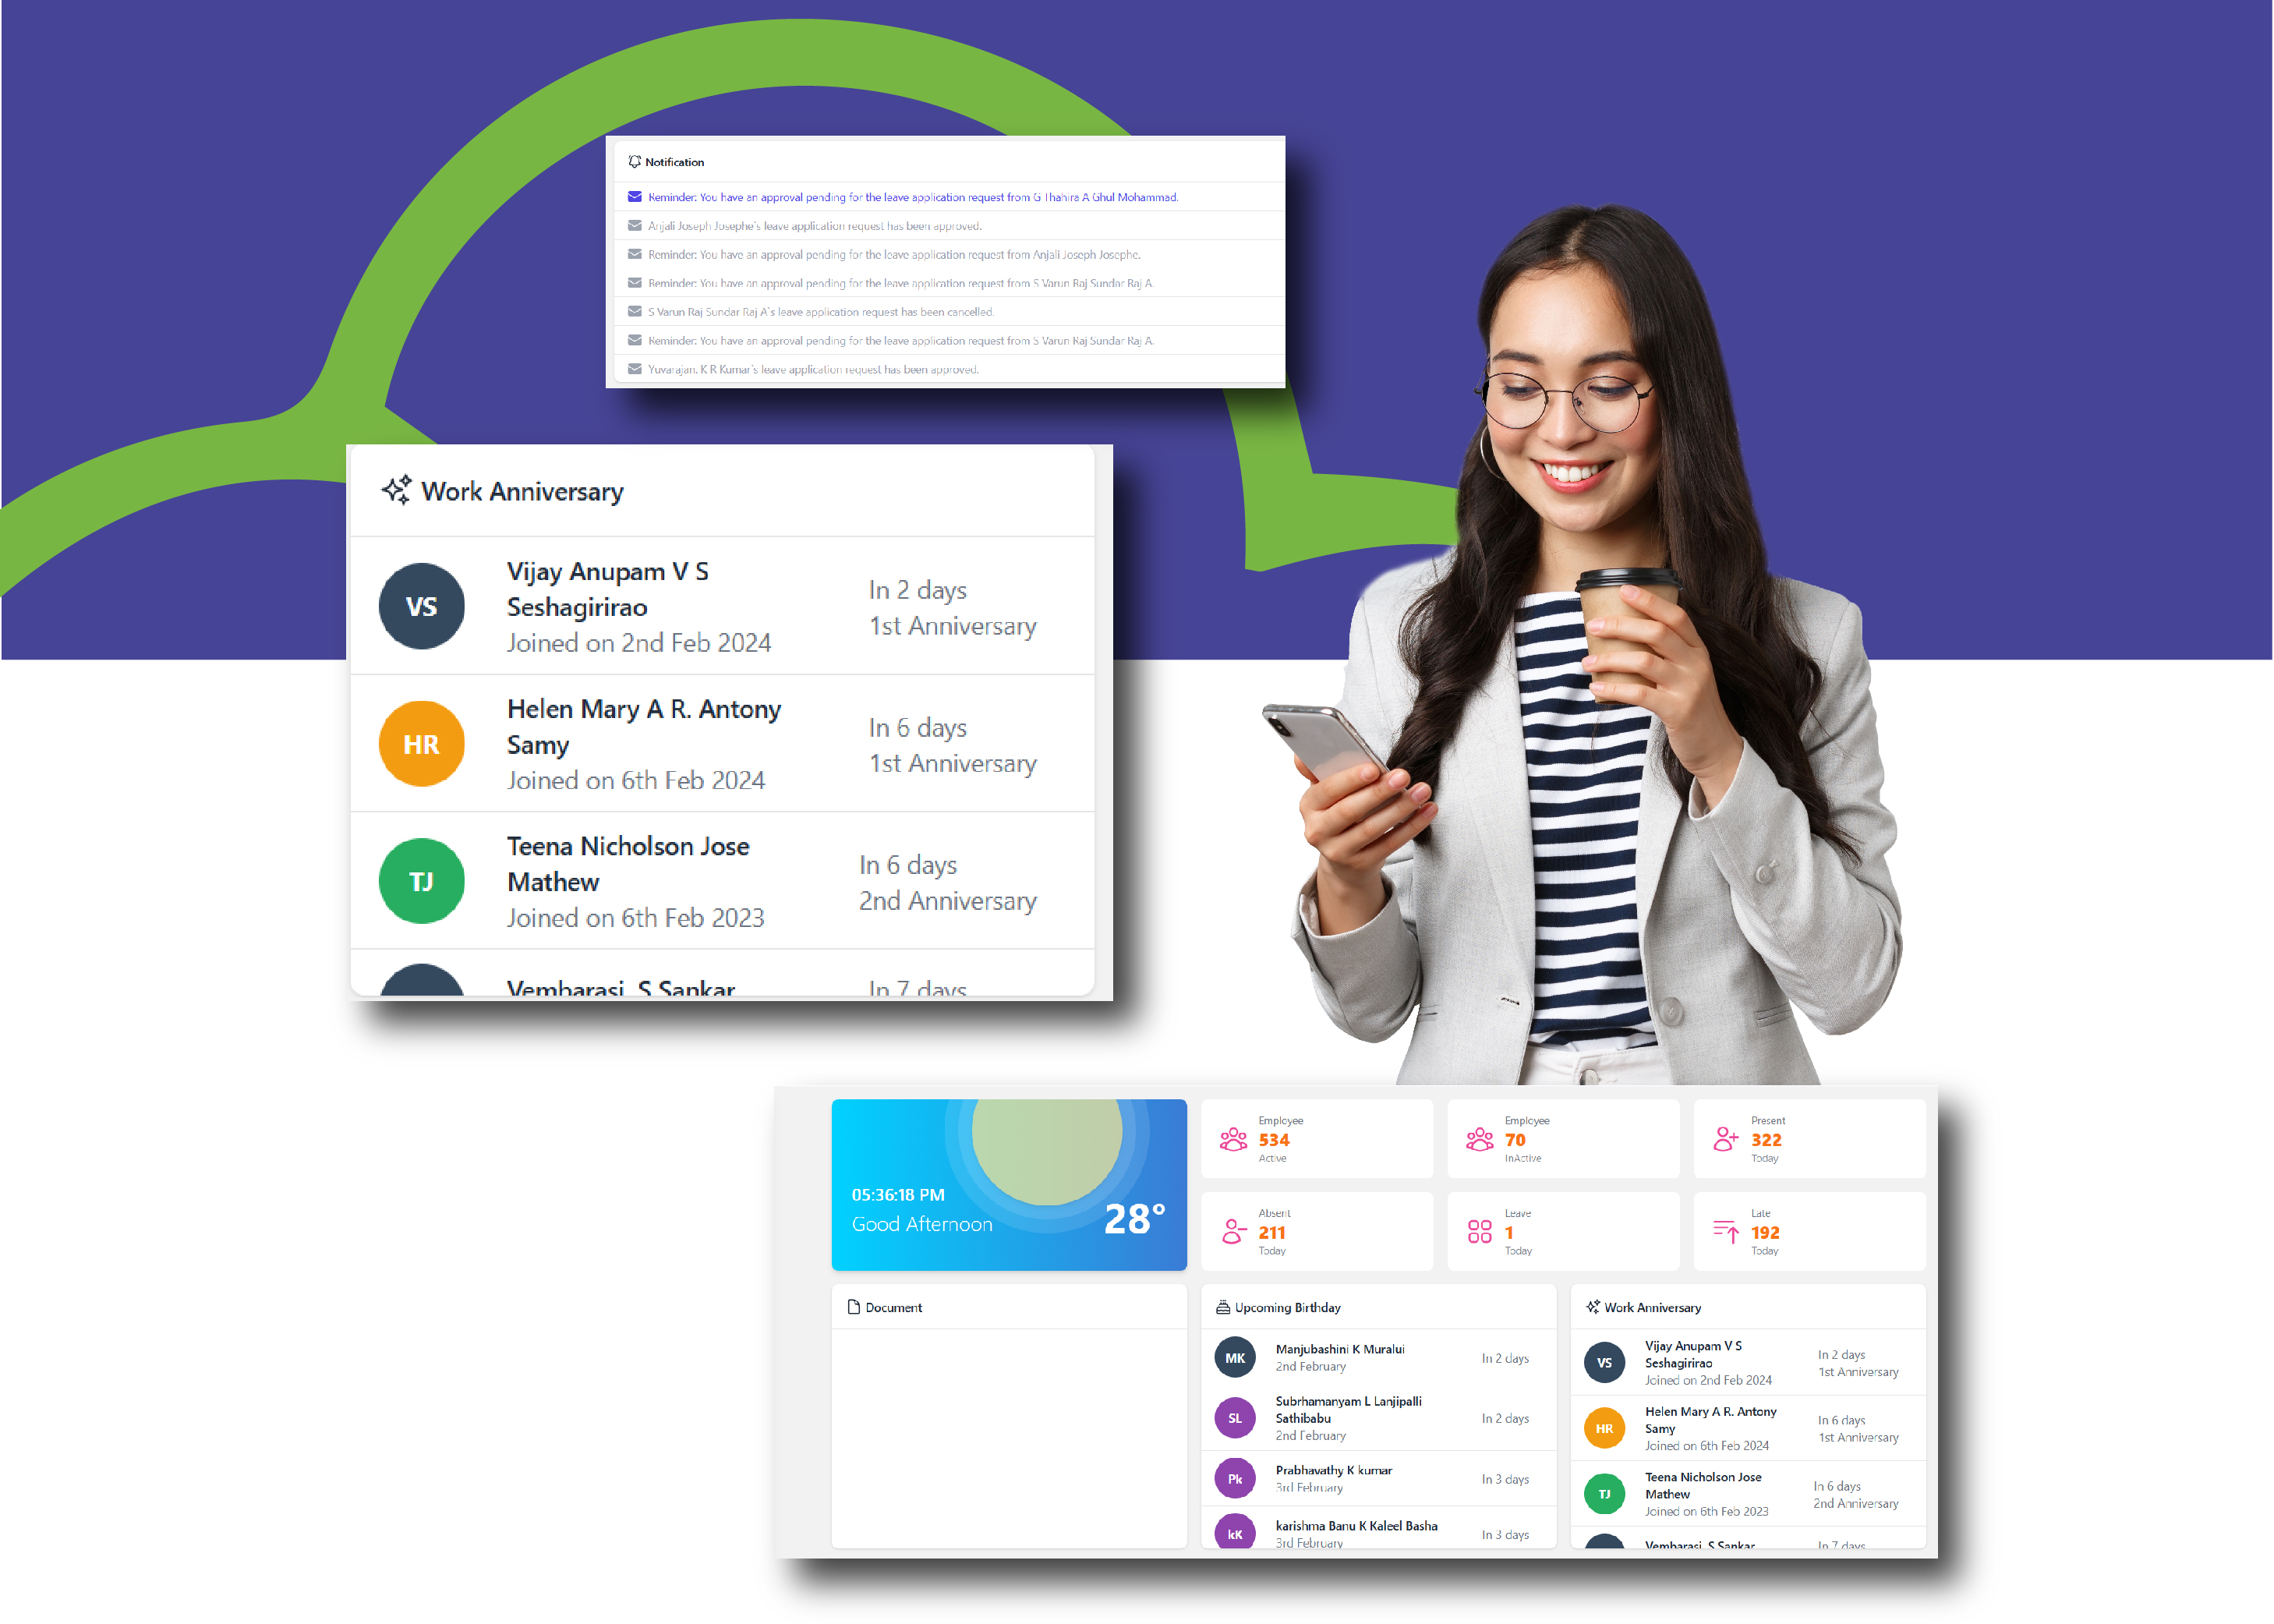 Notification
Reminder: You have an approval pending for the leave application request from G Thahira A Ghul Mohammad.
Anjali Joseph Josephe's leave application request has been approved.
Reminder: You have an approval pending for the leave application request from Anjali Joseph Josephe.
Reminder: You have an approval pending for the leave application request from S Varun Raj Sundar Raj A.
S Varun Raj Sundar Raj A's leave application request has been cancelled.
Reminder: You have an approval pending for the leave application request from S Varun Raj Sundar Raj A.
Yuvarajan. K R Kumar's leave application request has been approved.
Work Anniversary
VS
Vijay Anupam V S
Seshagirirao
Joined on 2nd Feb 2024
In 2 days
1st Anniversary
HR
Helen Mary A R. Antony
Samy
Joined on 6th Feb 2024
In 6 days
1st Anniversary
TJ
Teena Nicholson Jose
Mathew
Joined on 6th Feb 2023
In 6 days
2nd Anniversary
Vembarasi. S Sankar
In 7 days
05:36:18 PM
Good Afternoon
28°
Employee
534
Active
Employee
70
InActive
Present
322
Today
Absent
211
Today
Leave
1
Today
Late
192
Today
Document
Upcoming Birthday
MK
Manjubashini K Muralui
2nd February
In 2 days
SL
Subrhamanyam L Lanjipalli
Sathibabu
2nd February
In 2 days
Pk
Prabhavathy K kumar
3rd February
In 3 days
kK
karishma Banu K Kaleel Basha
3rd February
In 3 days
Work Anniversary
VS
Vijay Anupam V S
Seshagirirao
Joined on 2nd Feb 2024
In 2 days
1st Anniversary
HR
Helen Mary A R. Antony
Samy
Joined on 6th Feb 2024
In 6 days
1st Anniversary
TJ
Teena Nicholson Jose
Mathew
Joined on 6th Feb 2023
In 6 days
2nd Anniversary
Vembarasi. S Sankar
In 7 days